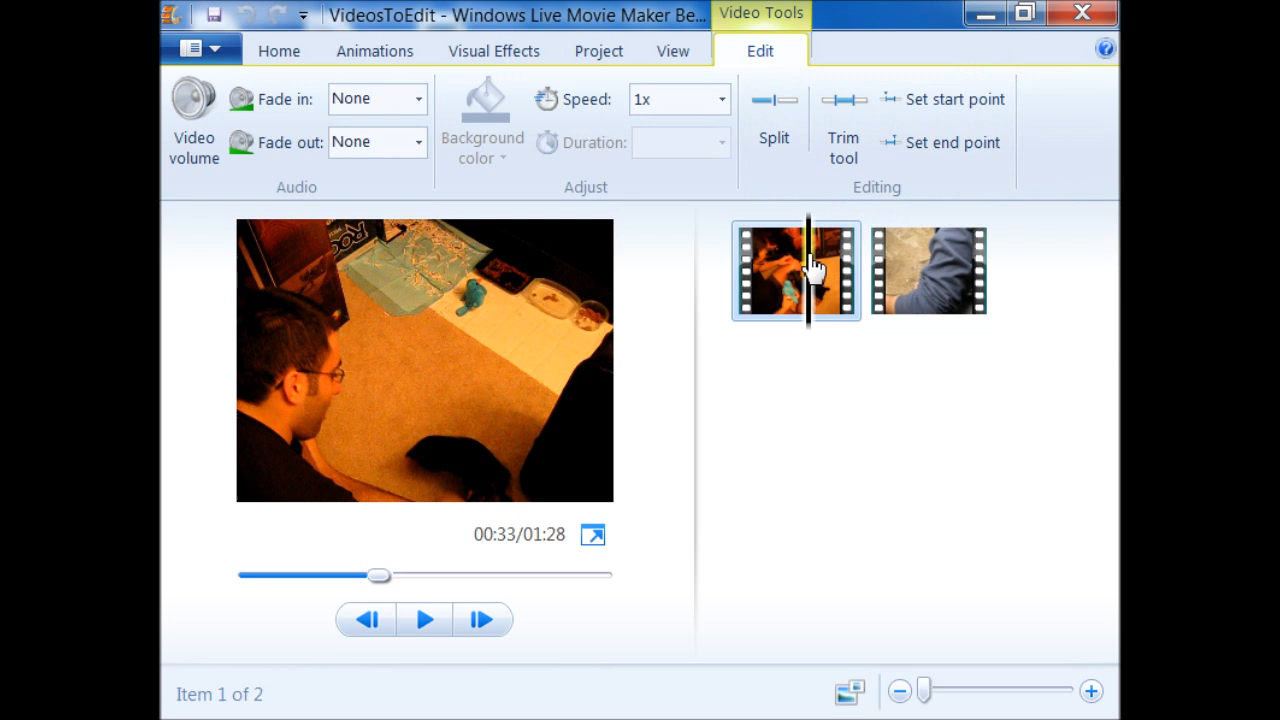 VideosToEdit - Windows Live Movie Maker Be... Video Tools
Home Animations Visual Effects Project View Edit
Video volume
Fade in: None
Fade out: None
Audio
Background color
Speed: 1x
Duration:
Adjust
Split
Trim tool
Set start point
Set end point
Editing
00:33/01:28
Item 1 of 2